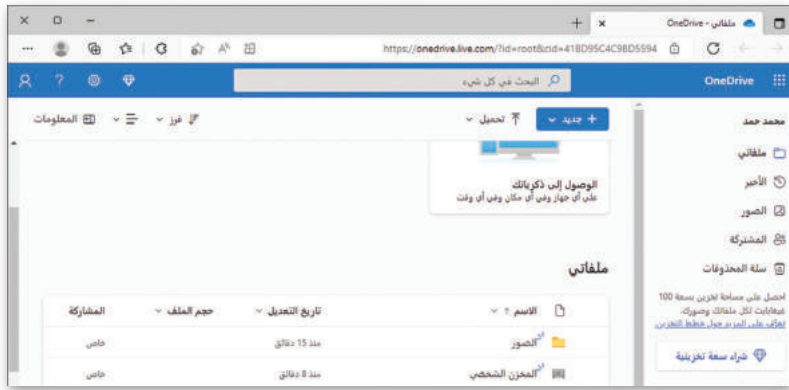 ملفاتي - OneDrive
https://onedrive.live.com/?id=root&cid=41BD95C4C9BD5594
OneDrive
البحث في كل شيء
محمد حمد
ملفاتي
الأخير
الصور
المشتركة
سلة المحذوفات
احصل على مساحة تخزين بسعة 100
غيغابايت لكل ملفاتك وصورك.
تعرّف على المزيد حول خطط التخزين.
شراء سعة تخزينية
+ جديد
تحميل
فرز
المعلومات
الوصول إلى ذكرياتك
على أي جهاز وفي أي مكان وفي أي وقت
ملفاتي
الاسم ↑ تاريخ التعديل حجم الملف المشاركة
الصور منذ 15 دقائق خاص
المخزن الشخصي منذ 8 دقائق خاص